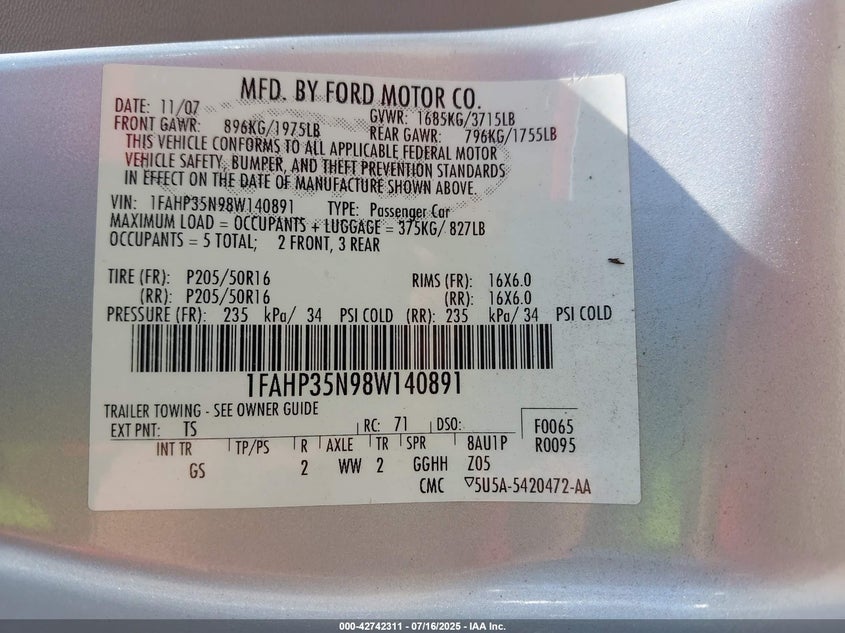 MFD. BY FORD MOTOR CO.
DATE: 11/07 GVWR: 1685KG/3715LB
FRONT GAWR: 896KG/1975LB REAR GAWR: 796KG/1755LB
THIS VEHICLE CONFORMS TO ALL APPLICABLE FEDERAL MOTOR
VEHICLE SAFETY, BUMPER, AND THEFT PREVENTION STANDARDS
IN EFFECT ON THE DATE OF MANUFACTURE SHOWN ABOVE.
VIN: 1FAHP35N98W140891 TYPE: Passenger Car
MAXIMUM LOAD = OCCUPANTS + LUGGAGE = 375KG/ 827LB
OCCUPANTS = 5 TOTAL; 2 FRONT, 3 REAR
TIRE (FR): P205/50R16 RIMS (FR): 16X6.0
(RR): P205/50R16 (RR): 16X6.0
PRESSURE (FR): 235 kPa/ 34 PSI COLD (RR): 235 kPa/ 34 PSI COLD
1FAHP35N98W140891
TRAILER TOWING - SEE OWNER GUIDE
EXT PNT: TS RC: 71 DSO: F0065
INT TR TP/PS R AXLE TR SPR 8AU1P R0095
GS 2 WW 2 GGHH Z05
CMC ▽5U5A-5420472-AA
000-42742311 - 07/16/2025 - IAA Inc.